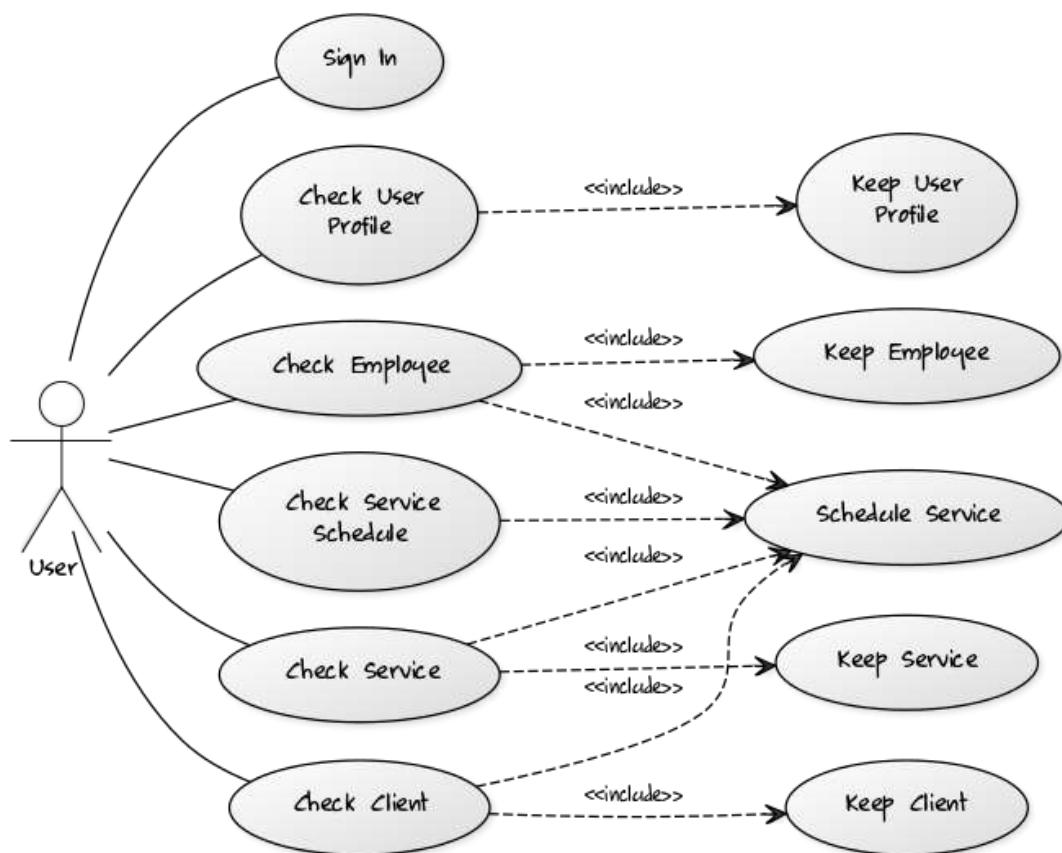 Sign In
Check User
Profile
<<include>>
Keep User
Profile
Check Employee
<<include>>
Keep Employee
<<include>>
Check Service
Schedule
<<include>>
Schedule Service
<<include>>
User
Check Service
<<include>>
Keep Service
<<include>>
Check Client
<<include>>
Keep Client